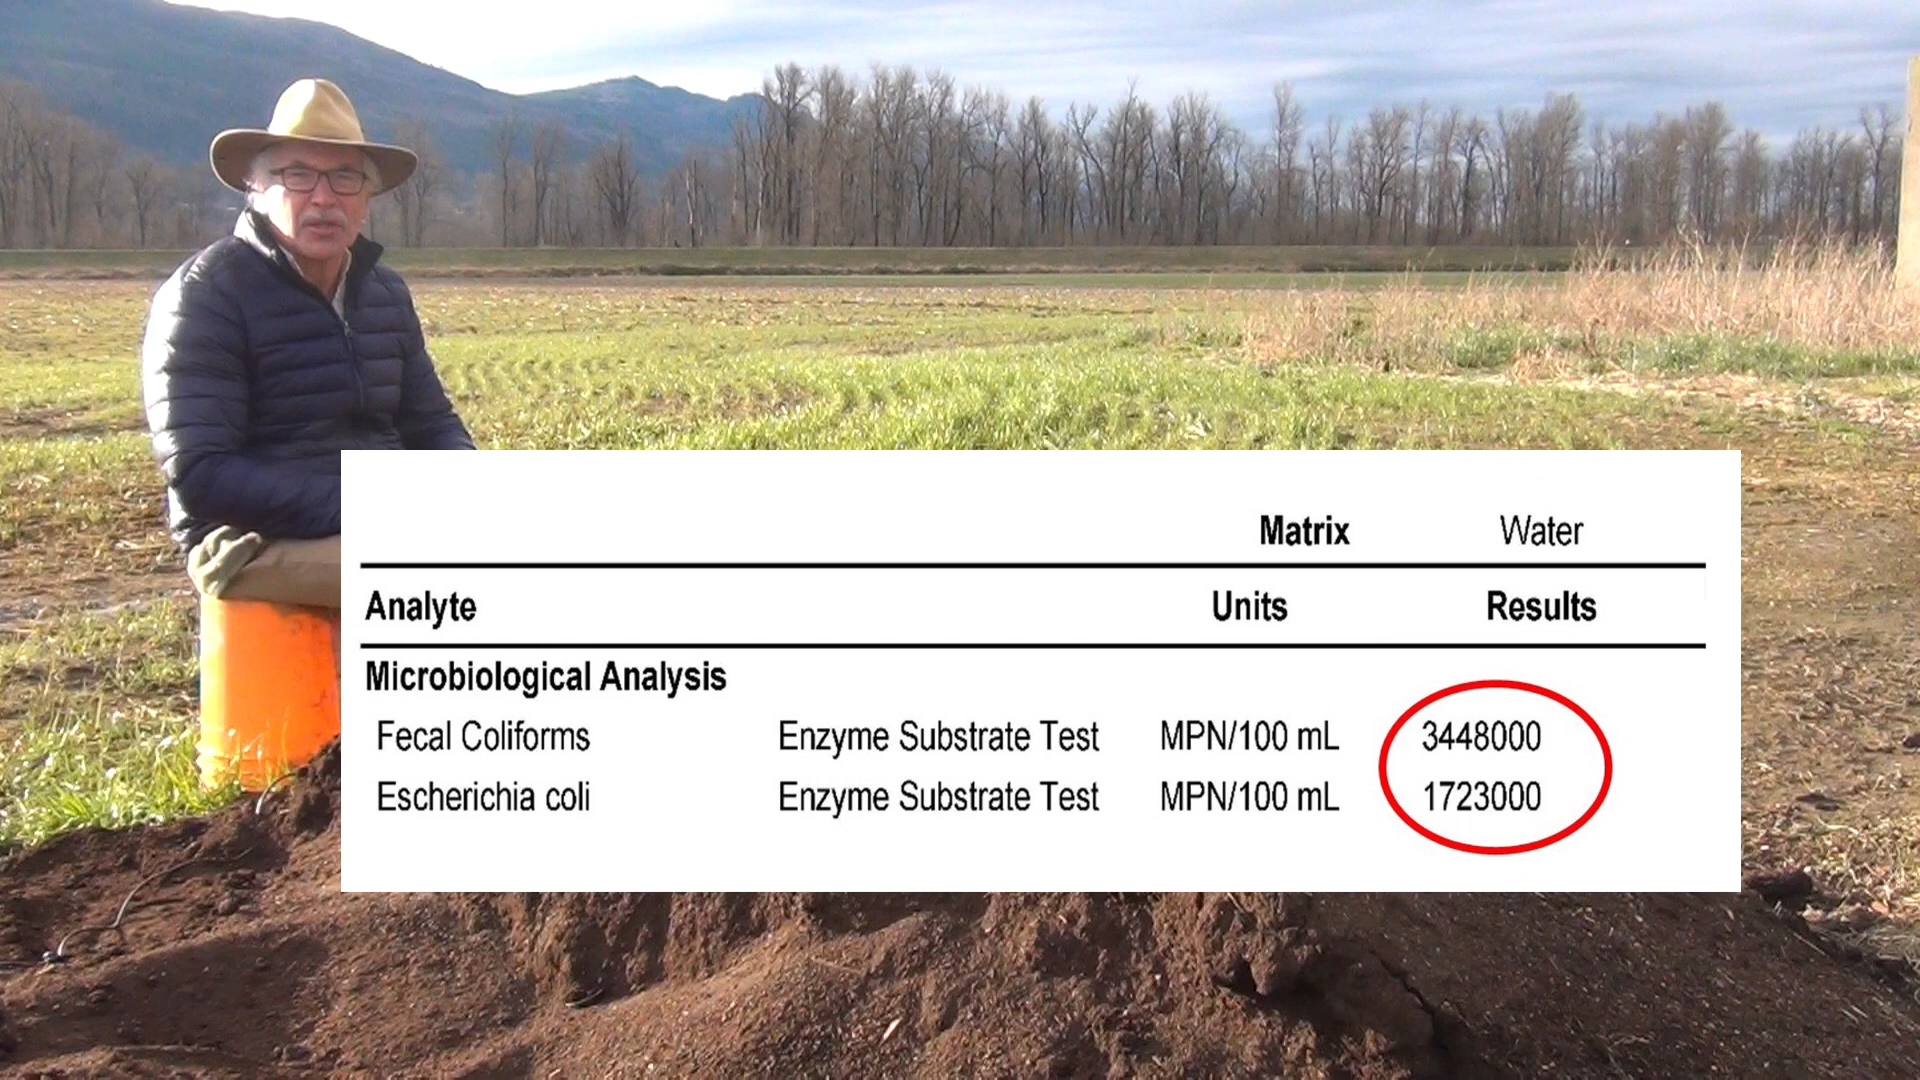 Matrix Water
Analyte Units Results
Microbiological Analysis
Fecal Coliforms Enzyme Substrate Test MPN/100 mL 3448000
Escherichia coli Enzyme Substrate Test MPN/100 mL 1723000